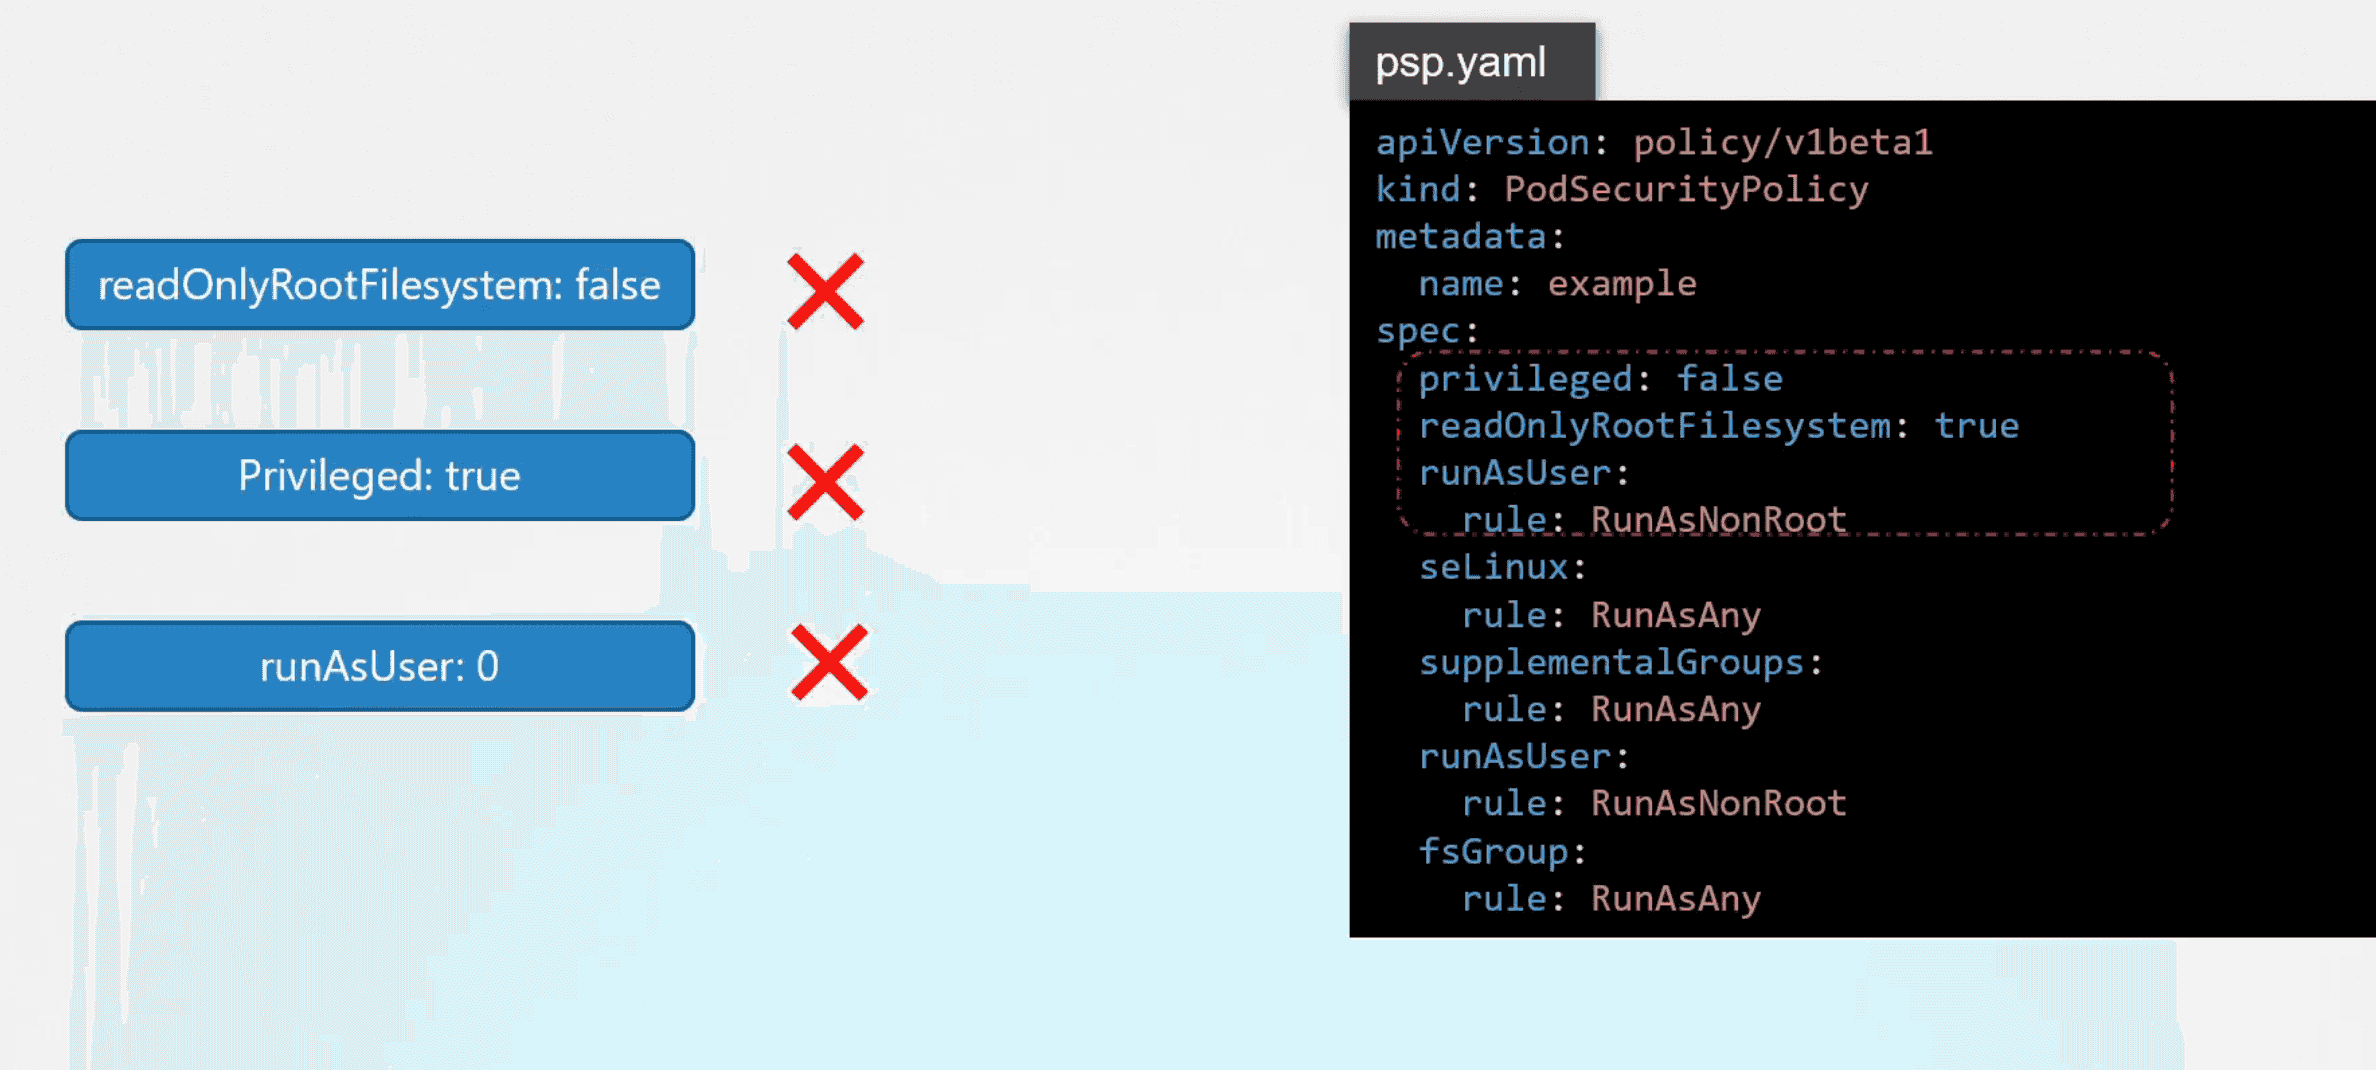 readOnlyRootFilesystem: false
Privileged: true
runAsUser: 0
psp.yaml
apiVersion: policy/v1beta1
kind: PodSecurityPolicy
metadata:
  name: example
spec:
  privileged: false
  readOnlyRootFilesystem: true
  runAsUser:
    rule: RunAsNonRoot
  seLinux:
    rule: RunAsAny
  supplementalGroups:
    rule: RunAsAny
  runAsUser:
    rule: RunAsNonRoot
  fsGroup:
    rule: RunAsAny